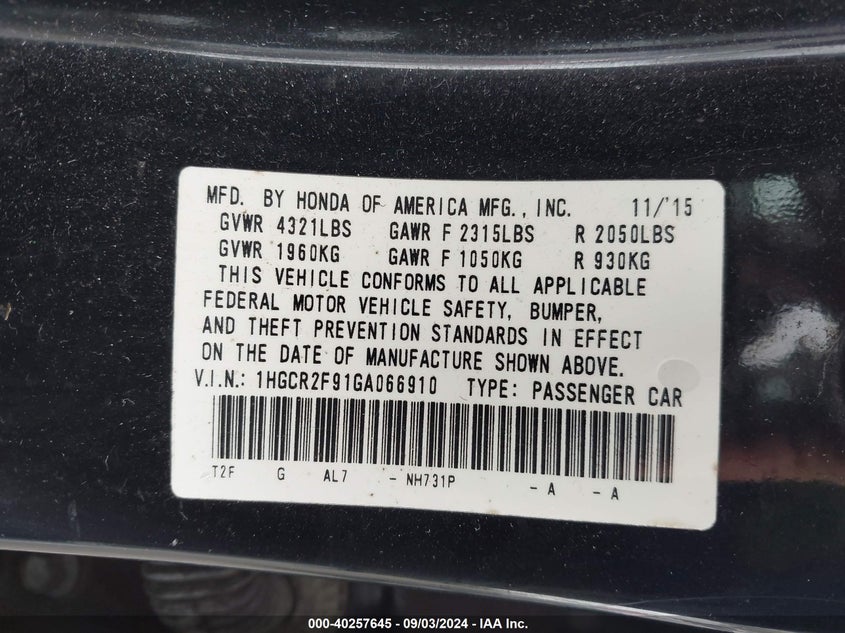 MFD. BY HONDA OF AMERICA MFG., INC. 11/'15
GVWR 4321LBS GAWR F 2315LBS R 2050LBS
GVWR 1960KG GAWR F 1050KG R 930KG
THIS VEHICLE CONFORMS TO ALL APPLICABLE
FEDERAL MOTOR VEHICLE SAFETY, BUMPER,
AND THEFT PREVENTION STANDARDS IN EFFECT
ON THE DATE OF MANUFACTURE SHOWN ABOVE.
V.I.N.: 1HGCR2F91GA066910 TYPE: PASSENGER CAR
T2F G AL7 - NH731P - A - A
000-40257645 - 09/03/2024 - IAA Inc.